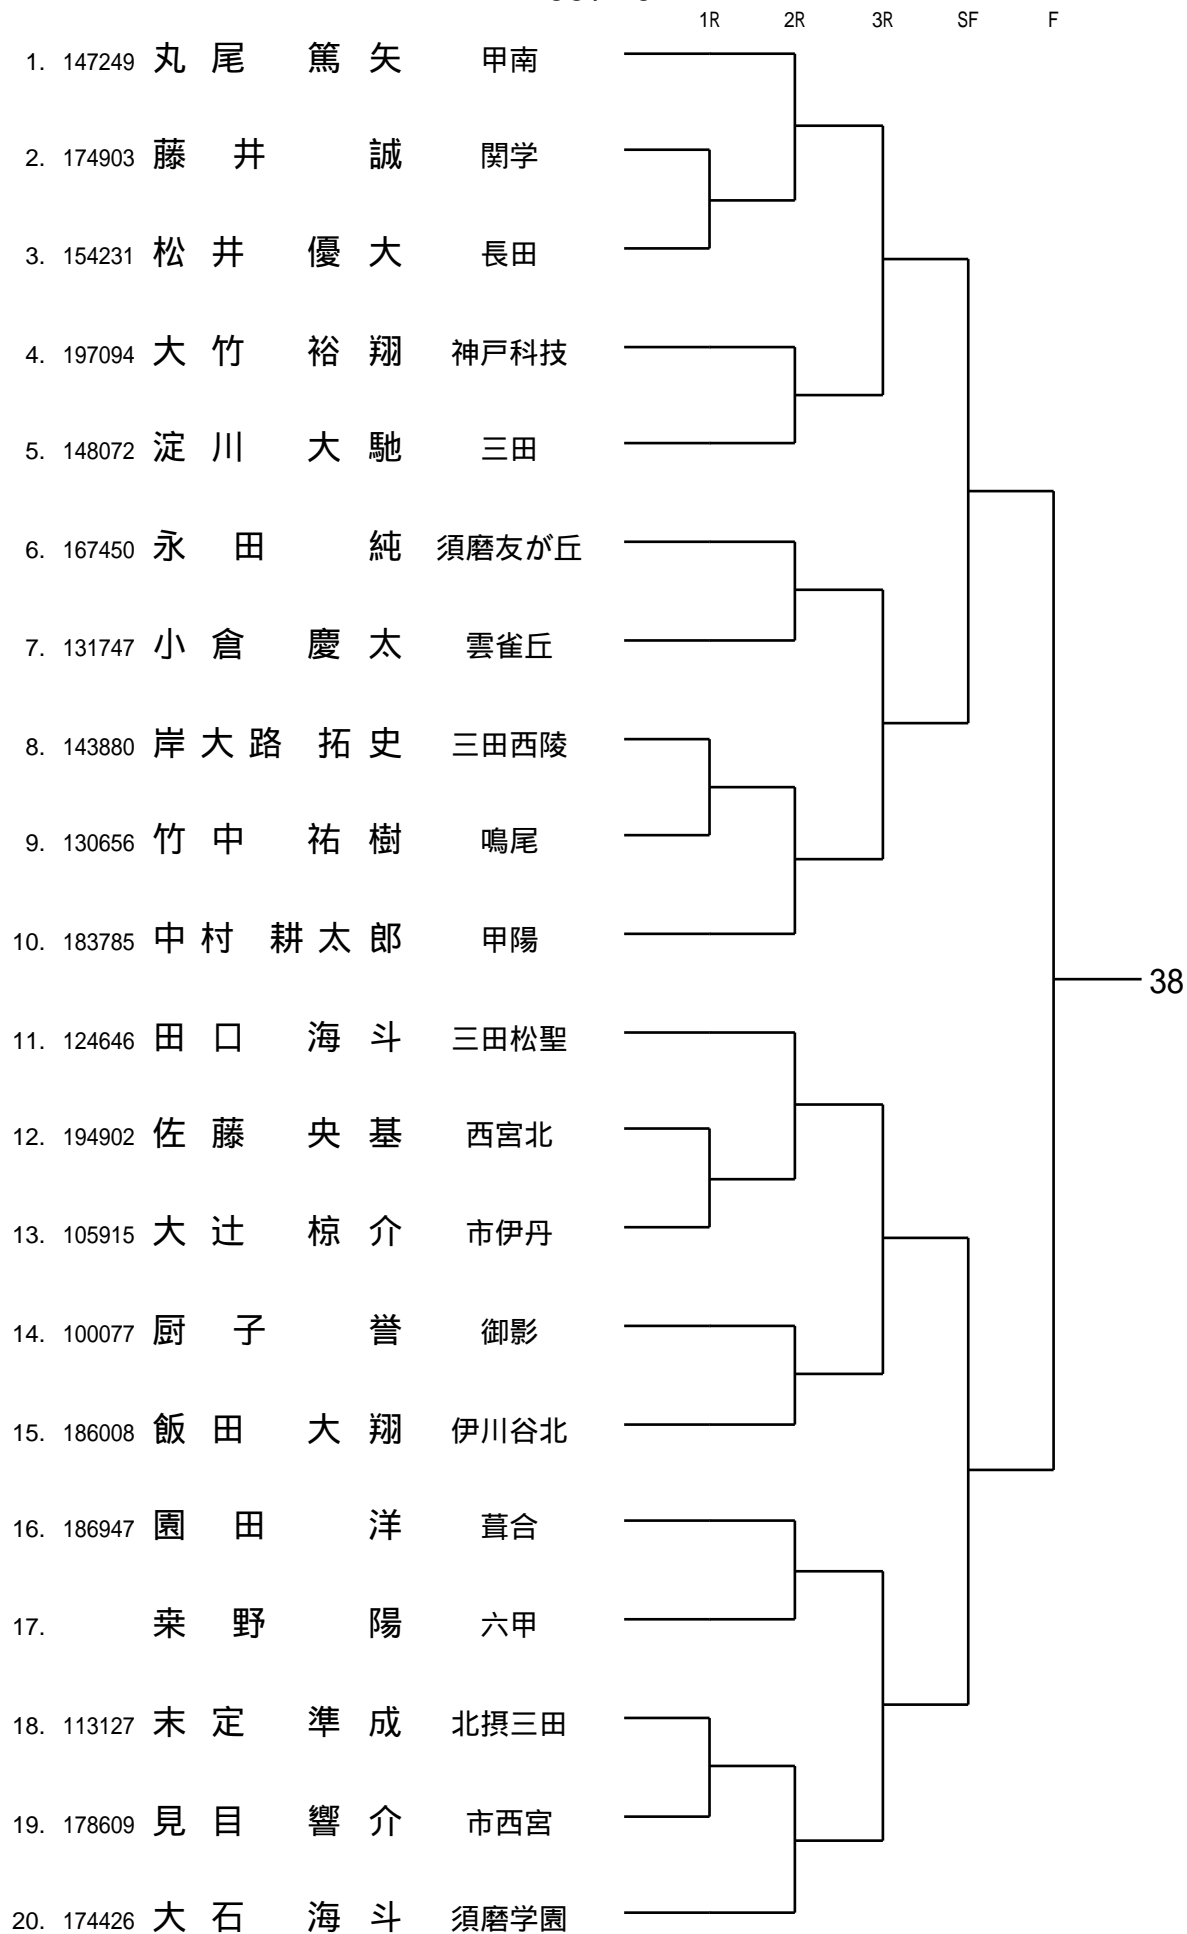 1R 2R 3R SF F
1. 147249 丸尾 篤矢 甲南
2. 174903 藤井 誠 関学
3. 154231 松井 優大 長田
4. 197094 大竹 裕翔 神戸科技
5. 148072 淀川 大馳 三田
6. 167450 永田 純 須磨友が丘
7. 131747 小倉 慶太 雲雀丘
8. 143880 岸大路 拓史 三田西陵
9. 130656 竹中 祐樹 鳴尾
10. 183785 中村 耕太郎 甲陽
38
11. 124646 田口 海斗 三田松聖
12. 194902 佐藤 央基 西宮北
13. 105915 大辻 椋介 市伊丹
14. 100077 厨子 誉 御影
15. 186008 飯田 大翔 伊川谷北
16. 186947 園田 洋 葺合
17. 桒野 陽 六甲
18. 113127 末定 準成 北摂三田
19. 178609 見目 響介 市西宮
20. 174426 大石 海斗 須磨学園